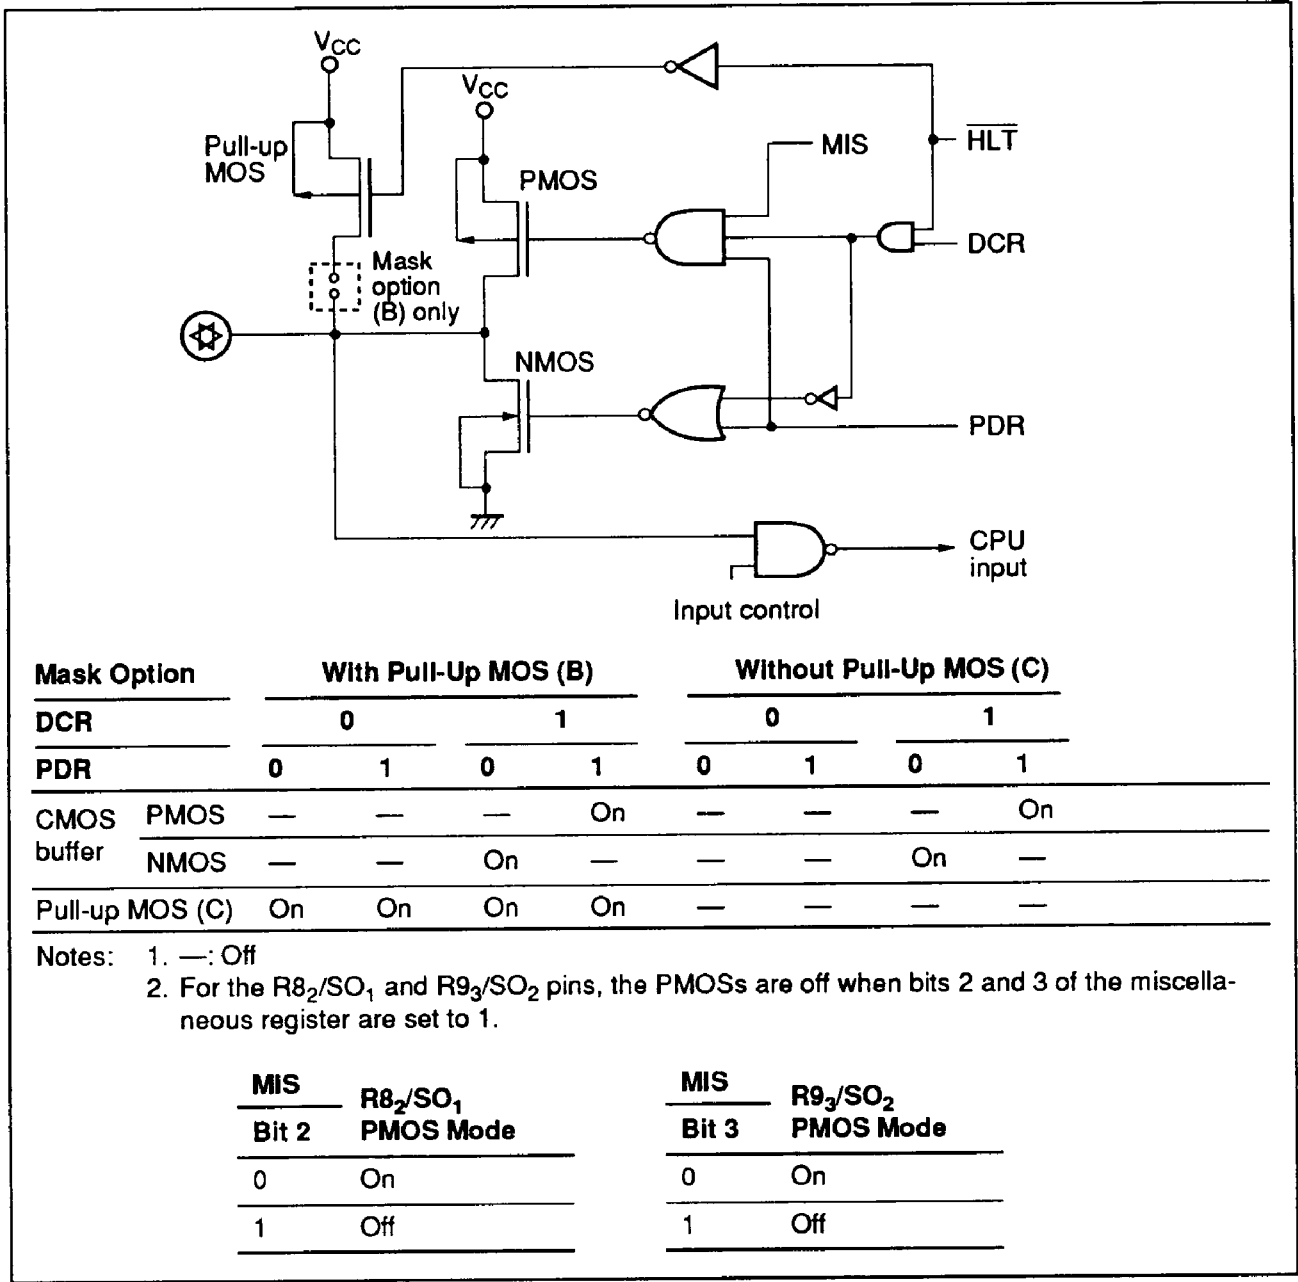 VCC
VCC
Pull-up
MOS
MIS
HLT
PMOS
DCR
Mask
option
(B) only
NMOS
PDR
CPU
input
Input control
Mask Option With Pull-Up MOS (B) Without Pull-Up MOS (C)
DCR 0 1 0 1
PDR 0 1 0 1 0 1 0 1
CMOS buffer PMOS — — — On — — — On
NMOS — — On — — — On —
Pull-up MOS (C) On On On On — — — —
Notes: 1. —: Off
2. For the R8₂/SO₁ and R9₃/SO₂ pins, the PMOSs are off when bits 2 and 3 of the miscella-
neous register are set to 1.
MIS R8₂/SO₁ MIS R9₃/SO₂
Bit 2 PMOS Mode Bit 3 PMOS Mode
0 On 0 On
1 Off 1 Off